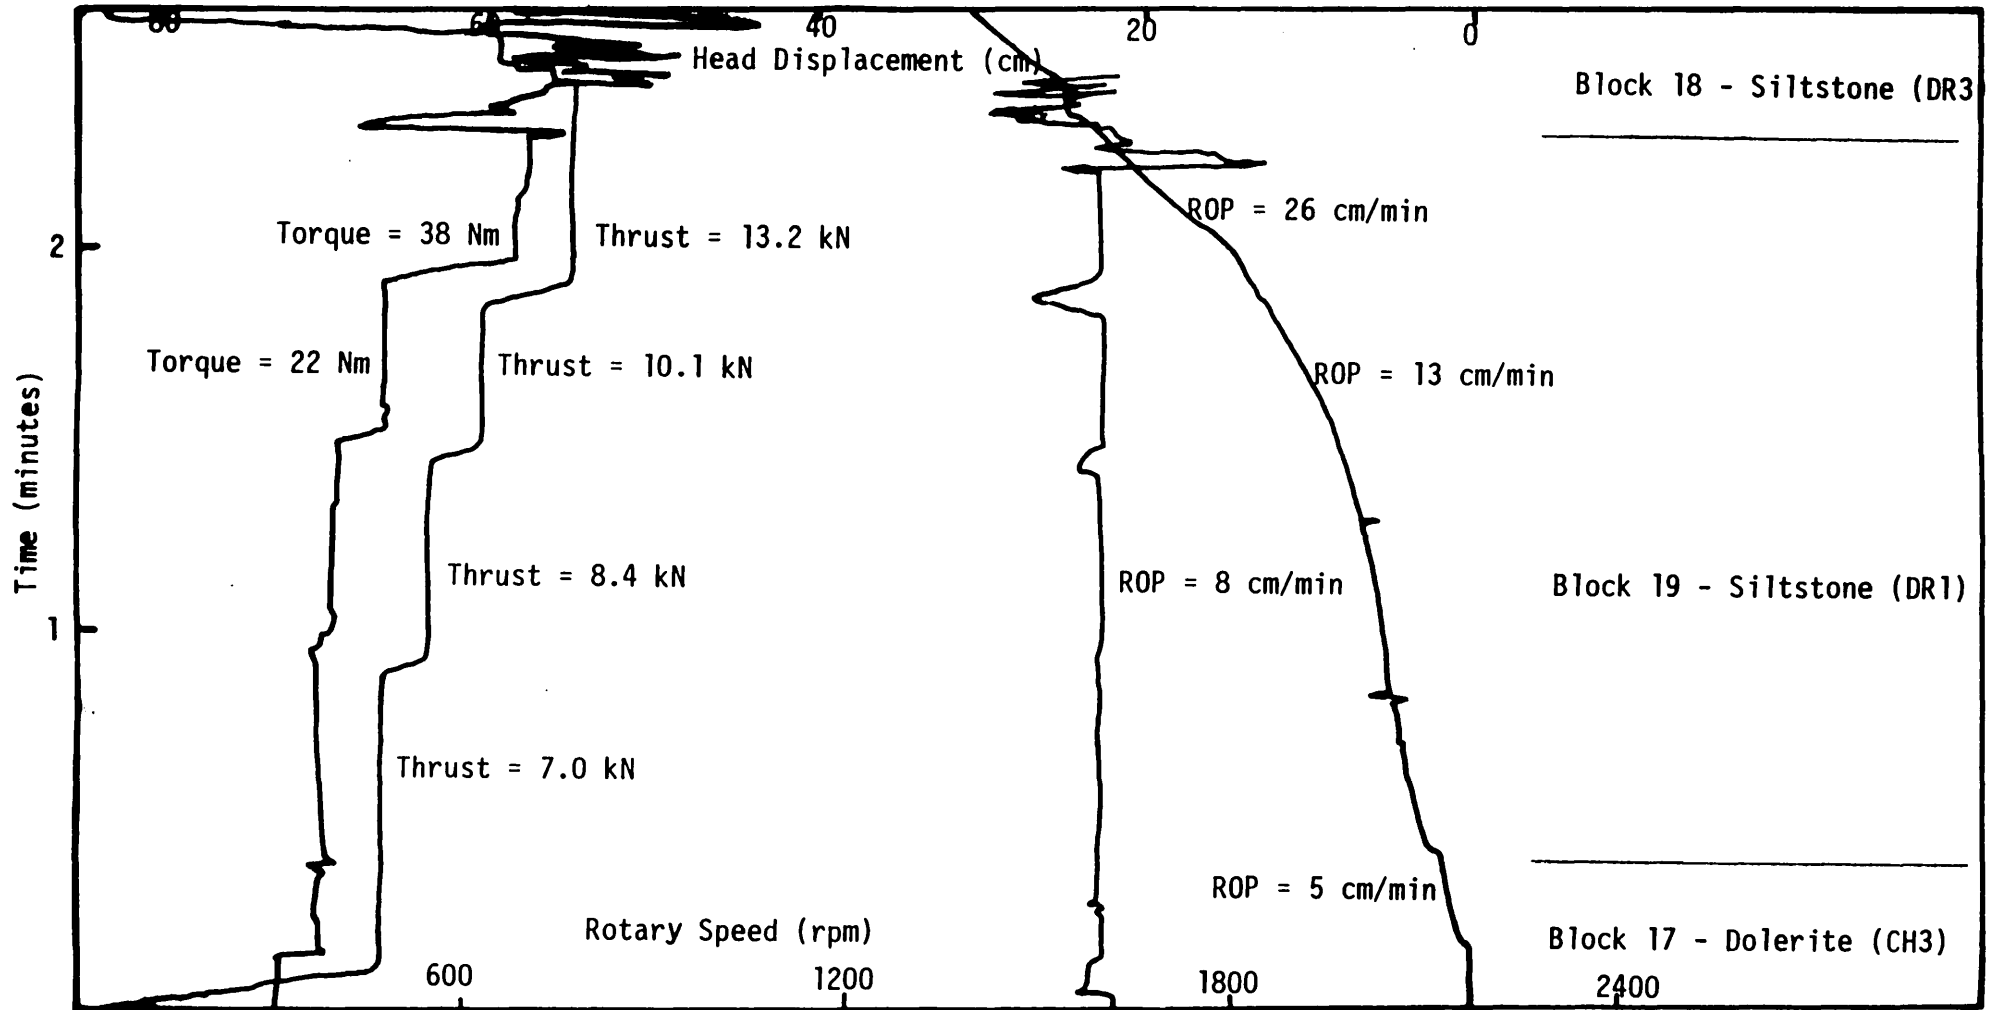 80 60 40 20 0
Head Displacement (cm)
Block 18 - Siltstone (DR3
ROP = 26 cm/min
Torque = 38 Nm
Thrust = 13.2 kN
2
Torque = 22 Nm
Thrust = 10.1 kN
ROP = 13 cm/min
Time (minutes)
Thrust = 8.4 kN
ROP = 8 cm/min
Block 19 - Siltstone (DR1)
1
Thrust = 7.0 kN
ROP = 5 cm/min
Rotary Speed (rpm)
Block 17 - Dolerite (CH3)
600 1200 1800 2400